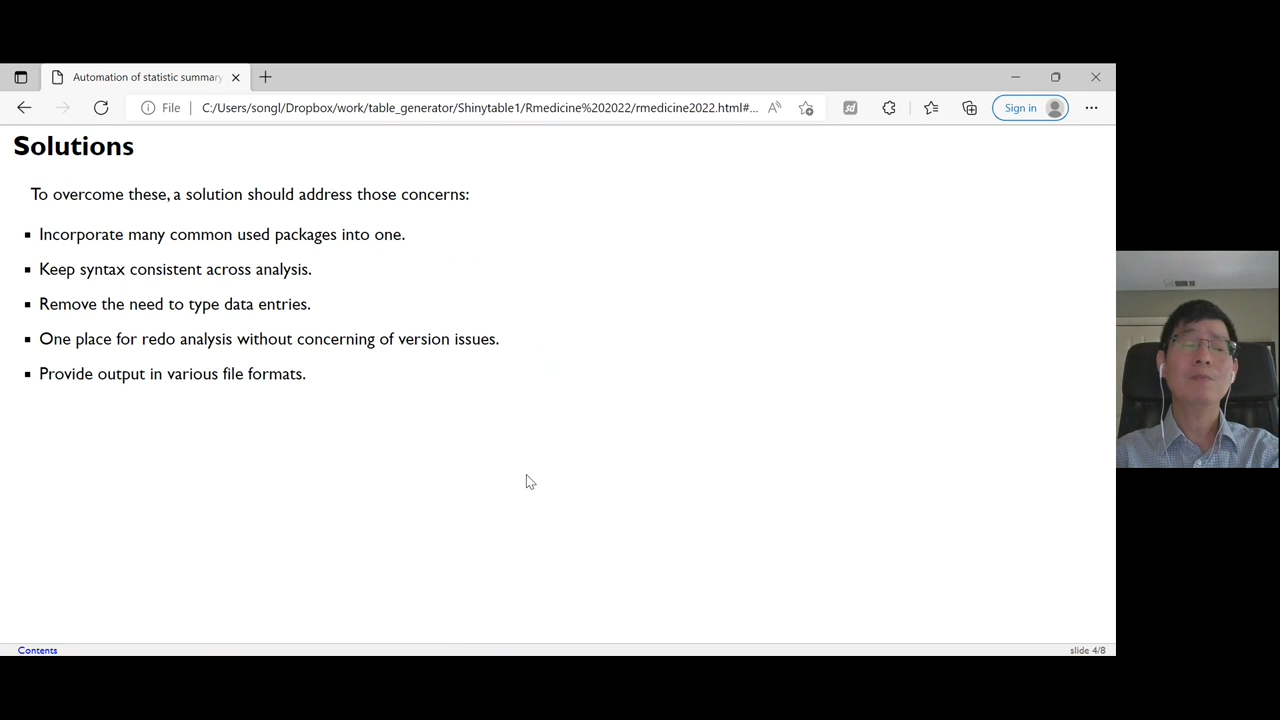 Automation of statistic summary
File
C:/Users/songl/Dropbox/work/table_generator/Shinytable1/Rmedicine%202022/rmedicine2022.html#...
Sign in
Solutions
To overcome these, a solution should address those concerns:
Incorporate many common used packages into one.
Keep syntax consistent across analysis.
Remove the need to type data entries.
One place for redo analysis without concerning of version issues.
Provide output in various file formats.
Contents
slide 4/8